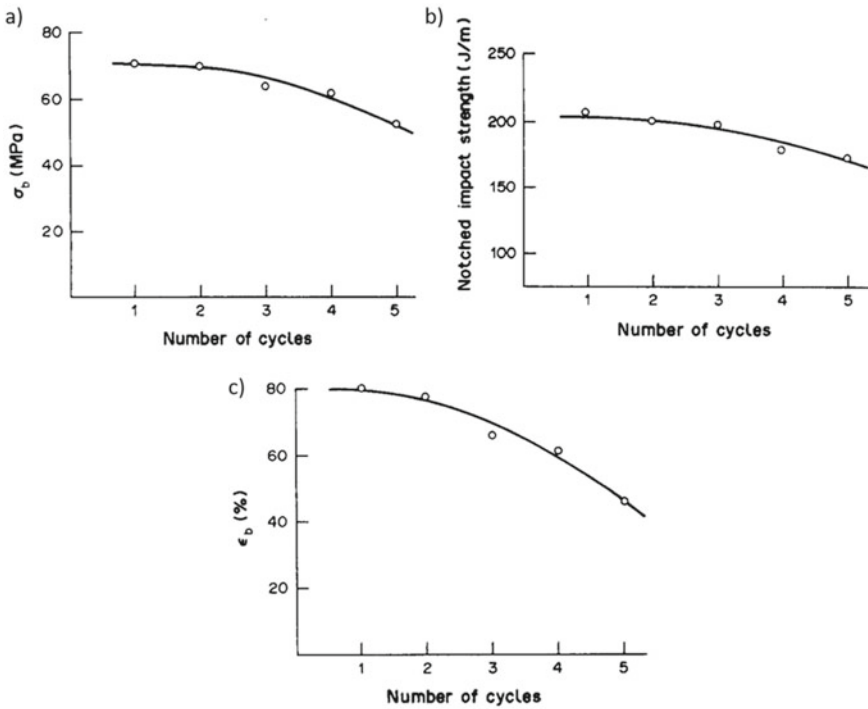 a)
80
60
40
20
σb (MPa)
1 2 3 4 5
Number of cycles
b)
250
200
150
100
Notched impact strength (J/m)
1 2 3 4 5
Number of cycles
c)
80
60
40
20
ϵb (%)
1 2 3 4 5
Number of cycles